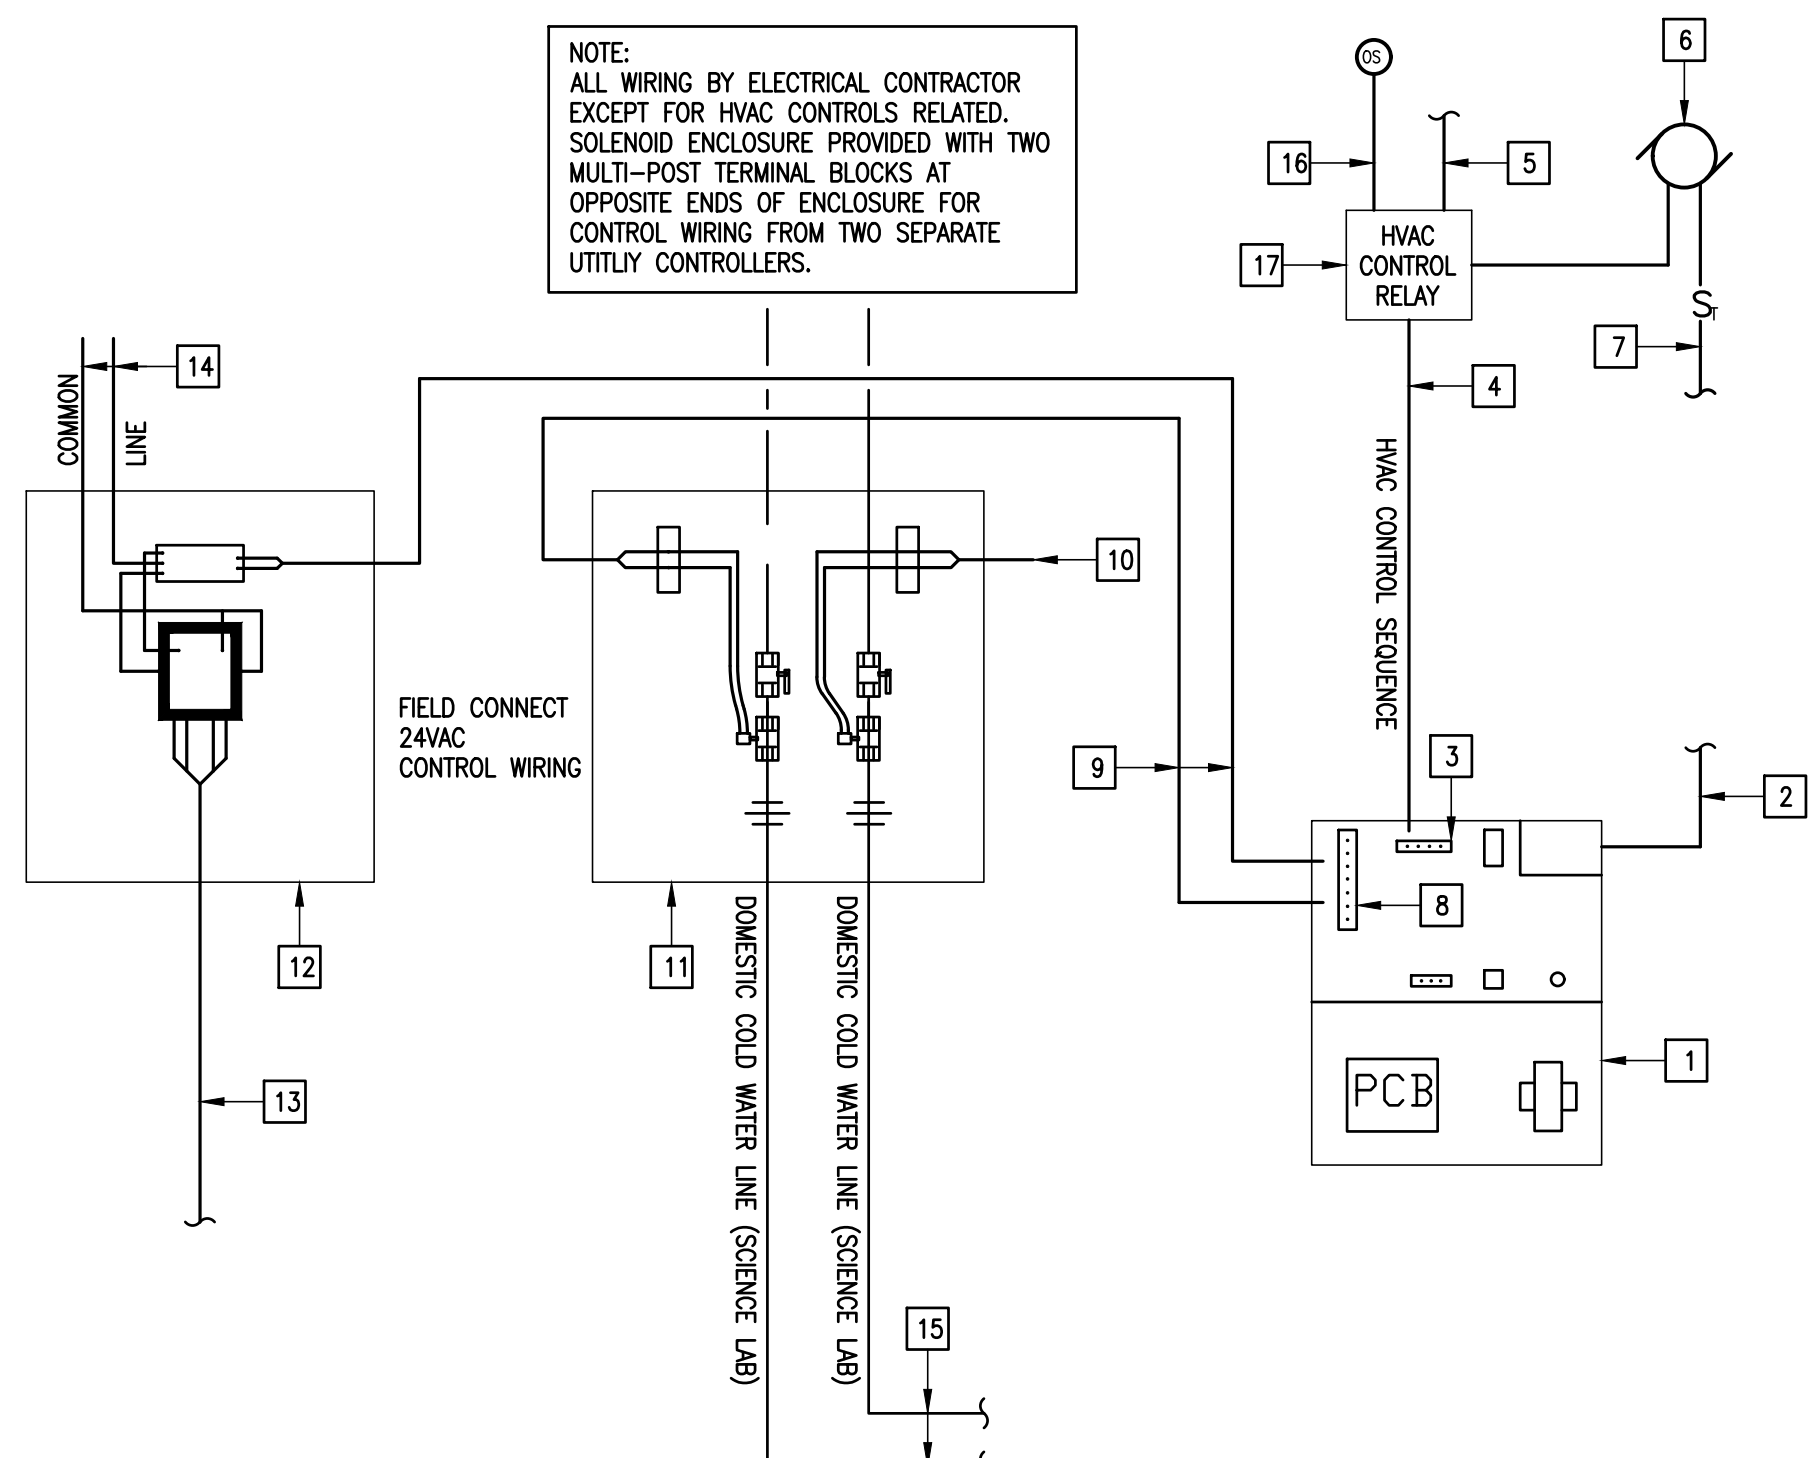 NOTE:
ALL WIRING BY ELECTRICAL CONTRACTOR
EXCEPT FOR HVAC CONTROLS RELATED.
SOLENOID ENCLOSURE PROVIDED WITH TWO
MULTI-POST TERMINAL BLOCKS AT
OPPOSITE ENDS OF ENCLOSURE FOR
CONTROL WIRING FROM TWO SEPARATE
UTITLIY CONTROLLERS.
OS
6
16
5
17
HVAC
CONTROL
RELAY
S
T
7
14
4
COMMON
LINE
HVAC CONTROL SEQUENCE
10
FIELD CONNECT
24VAC
CONTROL WIRING
9
3
2
8
12
11
DOMESTIC COLD WATER LINE (SCIENCE LAB)
DOMESTIC COLD WATER LINE (SCIENCE LAB)
1
PCB
13
15